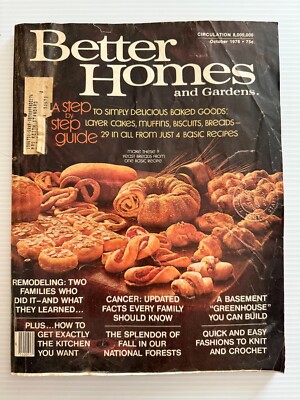 CIRCULATION 8,000,000
October 1975 • 75¢
Better
Homes
and Gardens®
A step
by
step
guide
TO SIMPLY DELICIOUS BAKED GOODS;
LAYER CAKES, MUFFINS, BISCUITS, BREADS—
29 IN ALL FROM JUST 4 BASIC RECIPES
MAKE THESE 9
YEAST BREADS FROM
ONE BASIC RECIPE
REMODELING: TWO
FAMILIES WHO
DID IT—AND WHAT
THEY LEARNED...
CANCER: UPDATED
FACTS EVERY FAMILY
SHOULD KNOW
A BASEMENT
"GREENHOUSE"
YOU CAN BUILD
PLUS...HOW TO
GET EXACTLY
THE KITCHEN
YOU WANT
THE SPLENDOR OF
FALL IN OUR
NATIONAL FORESTS
QUICK AND EASY
FASHIONS TO KNIT
AND CROCHET